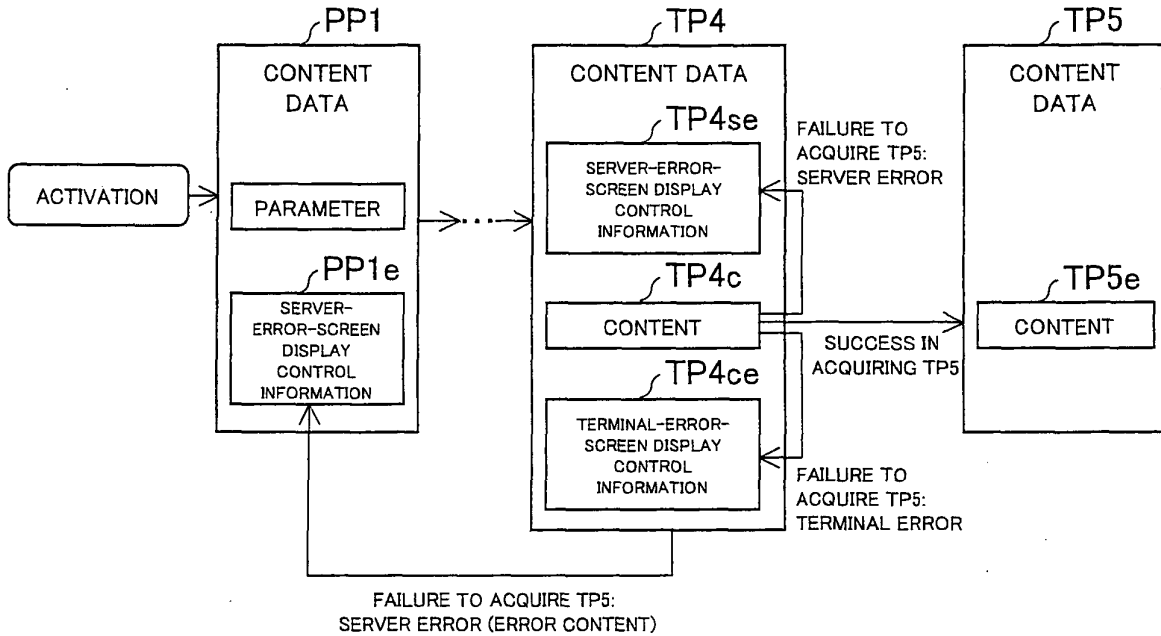 PP1
CONTENT
DATA
ACTIVATION
PARAMETER
PP1e
SERVER-
ERROR-SCREEN
DISPLAY
CONTROL
INFORMATION
TP4
CONTENT DATA
TP4se
SERVER-ERROR-
SCREEN DISPLAY
CONTROL
INFORMATION
TP4c
CONTENT
TP4ce
TERMINAL-ERROR-
SCREEN DISPLAY
CONTROL
INFORMATION
FAILURE TO
ACQUIRE TP5:
SERVER ERROR
SUCCESS IN
ACQUIRING TP5
FAILURE TO
ACQUIRE TP5:
TERMINAL ERROR
TP5
CONTENT
DATA
TP5e
CONTENT
FAILURE TO ACQUIRE TP5:
SERVER ERROR (ERROR CONTENT)